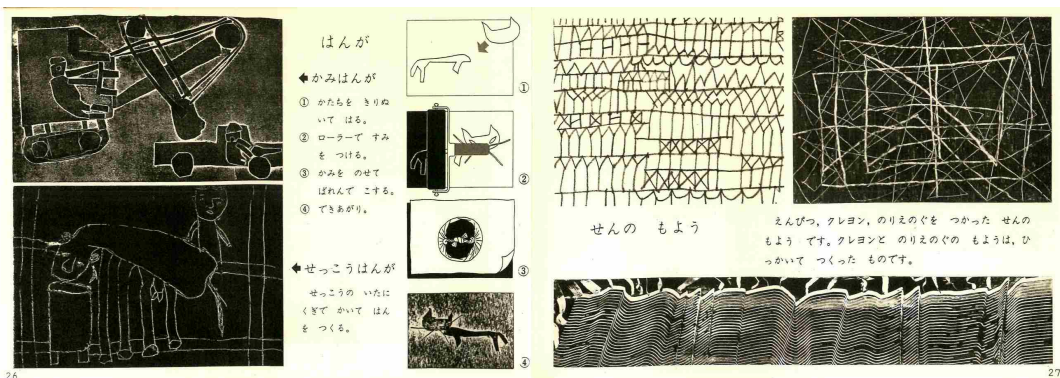 はんが
←かみはんが
① かたちを きりぬ
いて はる。
② ローラーで すみ
を つける。
③ かみを のせて
ばれんで こする。
④ できあがり。
←せっこうはんが
せっこうの いたに
くぎで かいて はん
を つくる。
①
②
③
④
26
せんの もよう
えんぴつ,クレヨン,のりえのぐを つかった せんの
もよう です。クレヨンと のりえのぐの もようは,ひ
っかいて つくった ものです。
27